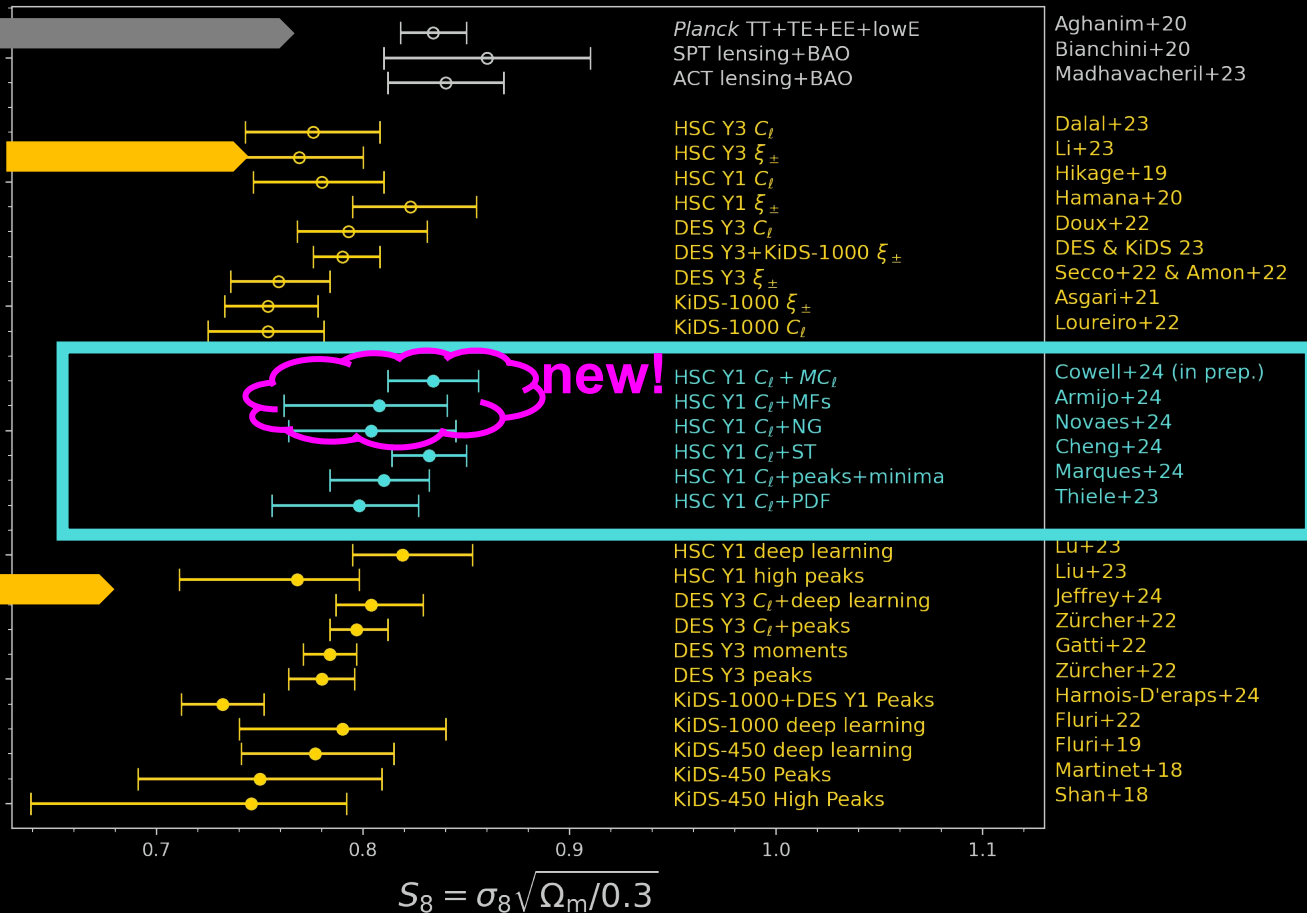 Planck TT+TE+EE+lowE Aghanim+20
SPT lensing+BAO Bianchini+20
ACT lensing+BAO Madhavacheril+23
HSC Y3 Cℓ Dalal+23
HSC Y3 ξ± Li+23
HSC Y1 Cℓ Hikage+19
HSC Y1 ξ± Hamana+20
DES Y3 Cℓ Doux+22
DES Y3+KiDS-1000 ξ± DES & KiDS 23
DES Y3 ξ± Secco+22 & Amon+22
KiDS-1000 ξ± Asgari+21
KiDS-1000 Cℓ Loureiro+22
new!
HSC Y1 Cℓ + MCℓ Cowell+24 (in prep.)
HSC Y1 Cℓ+MFs Armijo+24
HSC Y1 Cℓ+NG Novaes+24
HSC Y1 Cℓ+ST Cheng+24
HSC Y1 Cℓ+peaks+minima Marques+24
HSC Y1 Cℓ+PDF Thiele+23
HSC Y1 deep learning Lu+23
HSC Y1 high peaks Liu+23
DES Y3 Cℓ+deep learning Jeffrey+24
DES Y3 Cℓ+peaks Zürcher+22
DES Y3 moments Gatti+22
DES Y3 peaks Zürcher+22
KiDS-1000+DES Y1 Peaks Harnois-D'eraps+24
KiDS-1000 deep learning Fluri+22
KiDS-450 deep learning Fluri+19
KiDS-450 Peaks Martinet+18
KiDS-450 High Peaks Shan+18
0.7 0.8 0.9 1.0 1.1
S₈ = σ₈√Ωm/0.3